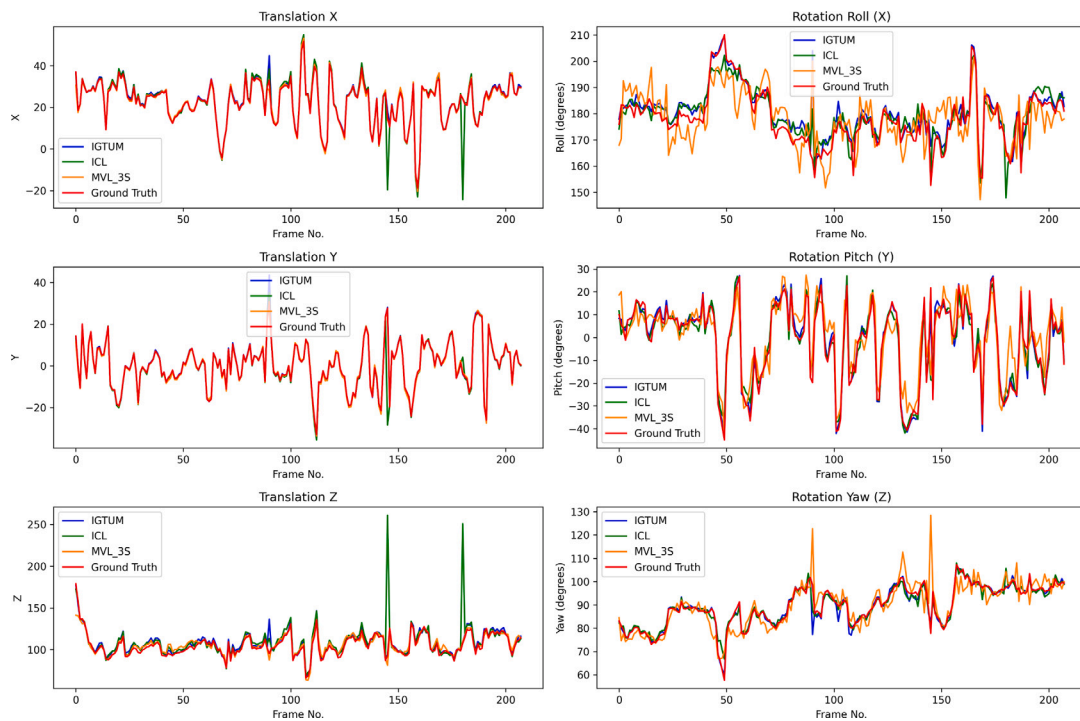 Translation X
X
40
20
0
−20
IGTUM
ICL
MVL_3S
Ground Truth
0
50
100
150
200
Frame No.
Rotation Roll (X)
Roll (degrees)
210
200
190
180
170
160
150
IGTUM
ICL
MVL_3S
Ground Truth
0
50
100
150
200
Frame No.
Translation Y
Y
40
20
0
−20
IGTUM
ICL
MVL_3S
Ground Truth
0
50
100
150
200
Frame No.
Rotation Pitch (Y)
Pitch (degrees)
30
20
10
0
−10
−20
−30
−40
IGTUM
ICL
MVL_3S
Ground Truth
0
50
100
150
200
Frame No.
Translation Z
Z
250
200
150
100
IGTUM
ICL
MVL_3S
Ground Truth
0
50
100
150
200
Frame No.
Rotation Yaw (Z)
Yaw (degrees)
130
120
110
100
90
80
70
60
IGTUM
ICL
MVL_3S
Ground Truth
0
50
100
150
200
Frame No.